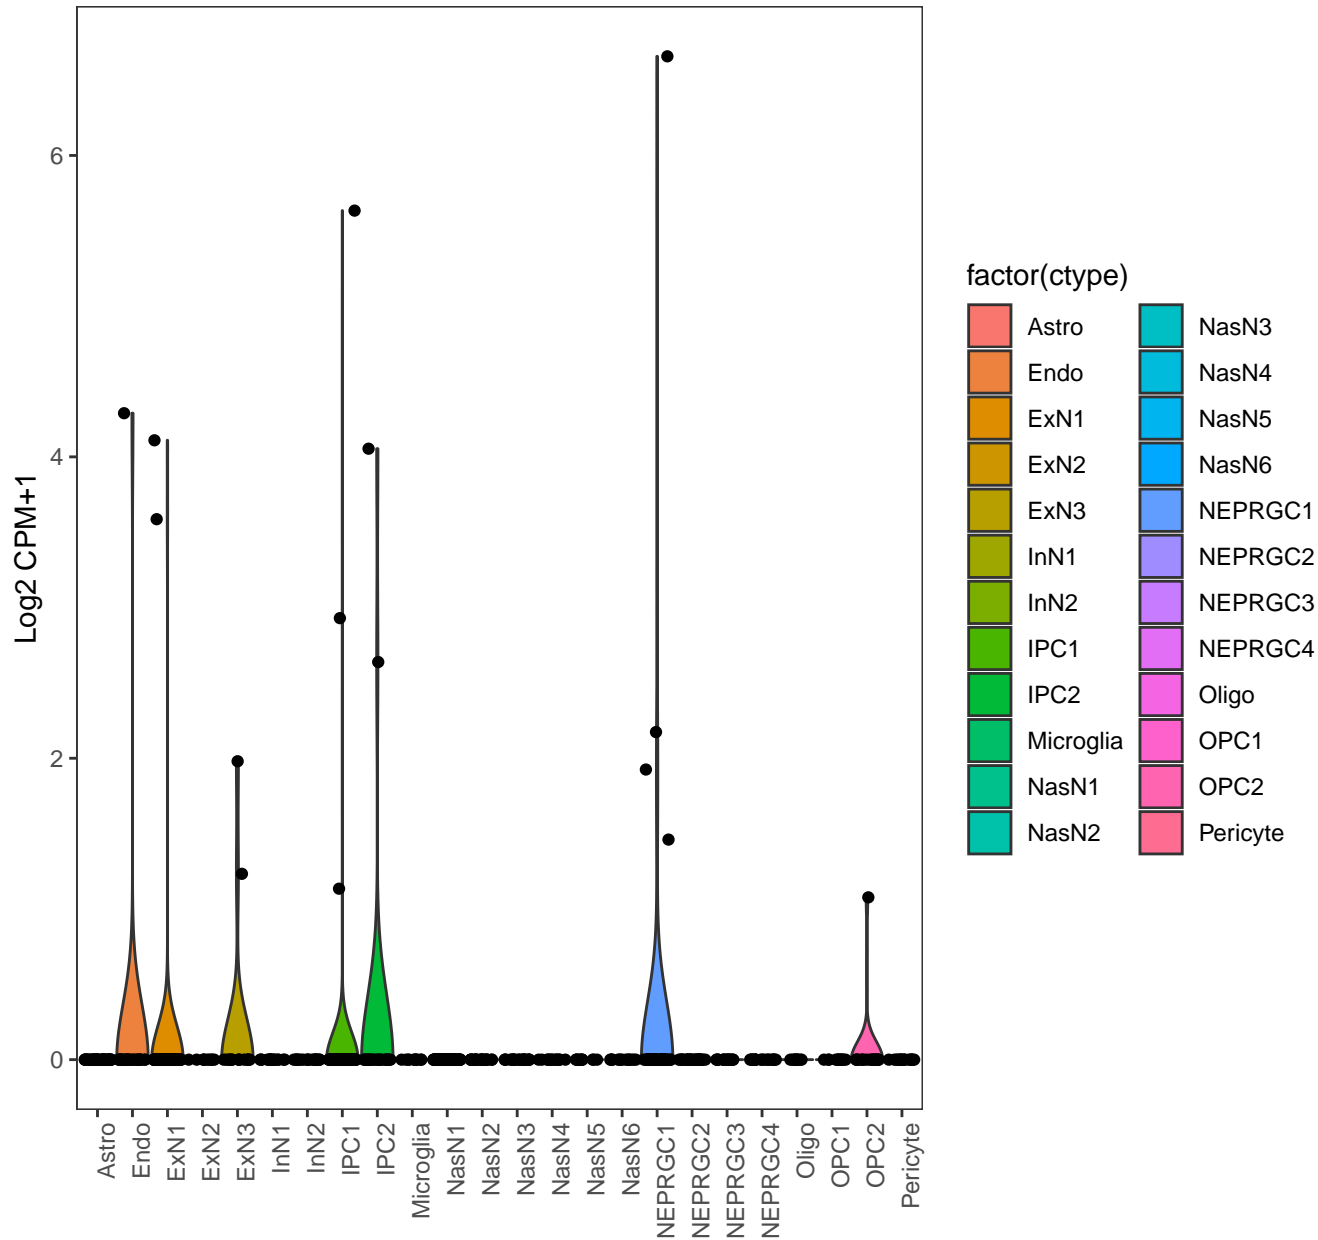 Log2 CPM+1
6
4
2
0
Astro
Endo
ExN1
ExN2
ExN3
InN1
InN2
IPC1
IPC2
Microglia
NasN1
NasN2
NasN3
NasN4
NasN5
NasN6
NEPRGC1
NEPRGC2
NEPRGC3
NEPRGC4
Oligo
OPC1
OPC2
Pericyte
factor(ctype)
Astro
Endo
ExN1
ExN2
ExN3
InN1
InN2
IPC1
IPC2
Microglia
NasN1
NasN2
NasN3
NasN4
NasN5
NasN6
NEPRGC1
NEPRGC2
NEPRGC3
NEPRGC4
Oligo
OPC1
OPC2
Pericyte